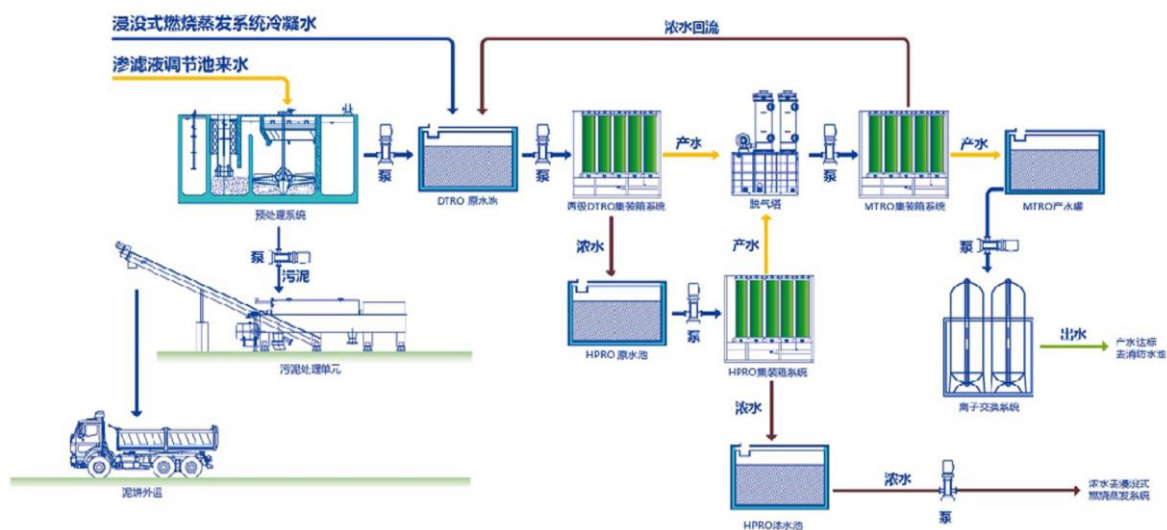 浸没式燃烧蒸发系统冷凝水
浓水回流
渗滤液调节池来水
泵
泵
产水
泵
产水
预处理系统
DTRO 原水池
两级DTRO集装箱系统
脱气塔
MTRO集装箱系统
MTRO产水罐
泵
污泥
浓水
产水
泵
污泥处理单元
HPRO 原水池
泵
HPRO集装箱系统
出水
产水达标
去消防水池
离子交换系统
浓水
泥饼外运
HPRO浓水池
浓水
泵
浓水去浸没式
燃烧蒸发系统